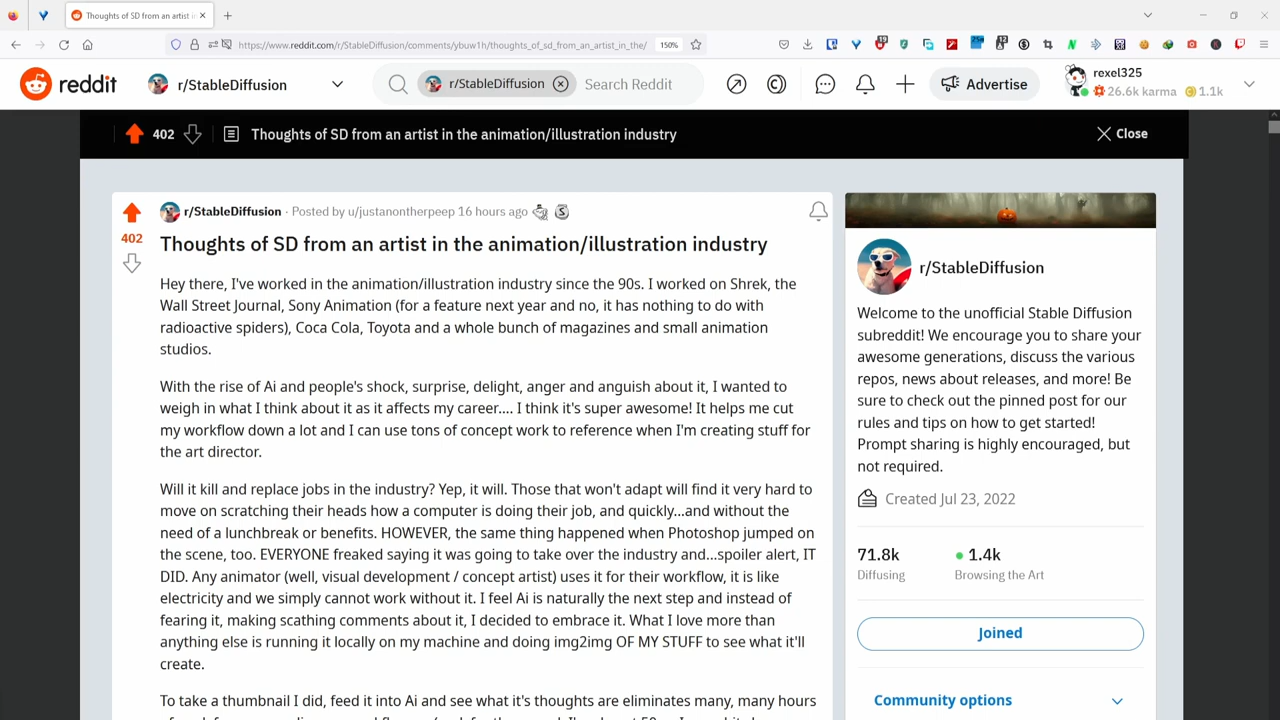 Thoughts of SD from an artist in
https://www.reddit.com/r/StableDiffusion/comments/ybuw1h/thoughts_of_sd_from_an_artist_in_the/
150%
reddit
r/StableDiffusion
r/StableDiffusion
Search Reddit
Advertise
rexel325
26.6k karma
1.1k
402
Thoughts of SD from an artist in the animation/illustration industry
Close
r/StableDiffusion · Posted by u/justanontherpeep 16 hours ago
402
Thoughts of SD from an artist in the animation/illustration industry
Hey there, I've worked in the animation/illustration industry since the 90s. I worked on Shrek, the
Wall Street Journal, Sony Animation (for a feature next year and no, it has nothing to do with
radioactive spiders), Coca Cola, Toyota and a whole bunch of magazines and small animation
studios.
With the rise of Ai and people's shock, surprise, delight, anger and anguish about it, I wanted to
weigh in what I think about it as it affects my career.... I think it's super awesome! It helps me cut
my workflow down a lot and I can use tons of concept work to reference when I'm creating stuff for
the art director.
Will it kill and replace jobs in the industry? Yep, it will. Those that won't adapt will find it very hard to
move on scratching their heads how a computer is doing their job, and quickly...and without the
need of a lunchbreak or benefits. HOWEVER, the same thing happened when Photoshop jumped on
the scene, too. EVERYONE freaked saying it was going to take over the industry and...spoiler alert, IT
DID. Any animator (well, visual development / concept artist) uses it for their workflow, it is like
electricity and we simply cannot work without it. I feel Ai is naturally the next step and instead of
fearing it, making scathing comments about it, I decided to embrace it. What I love more than
anything else is running it locally on my machine and doing img2img OF MY STUFF to see what it'll
create.
To take a thumbnail I did, feed it into Ai and see what it's thoughts are eliminates many, many hours
r/StableDiffusion
Welcome to the unofficial Stable Diffusion
subreddit! We encourage you to share your
awesome generations, discuss the various
repos, news about releases, and more! Be
sure to check out the pinned post for our
rules and tips on how to get started!
Prompt sharing is highly encouraged, but
not required.
Created Jul 23, 2022
71.8k
1.4k
Diffusing
Browsing the Art
Joined
Community options